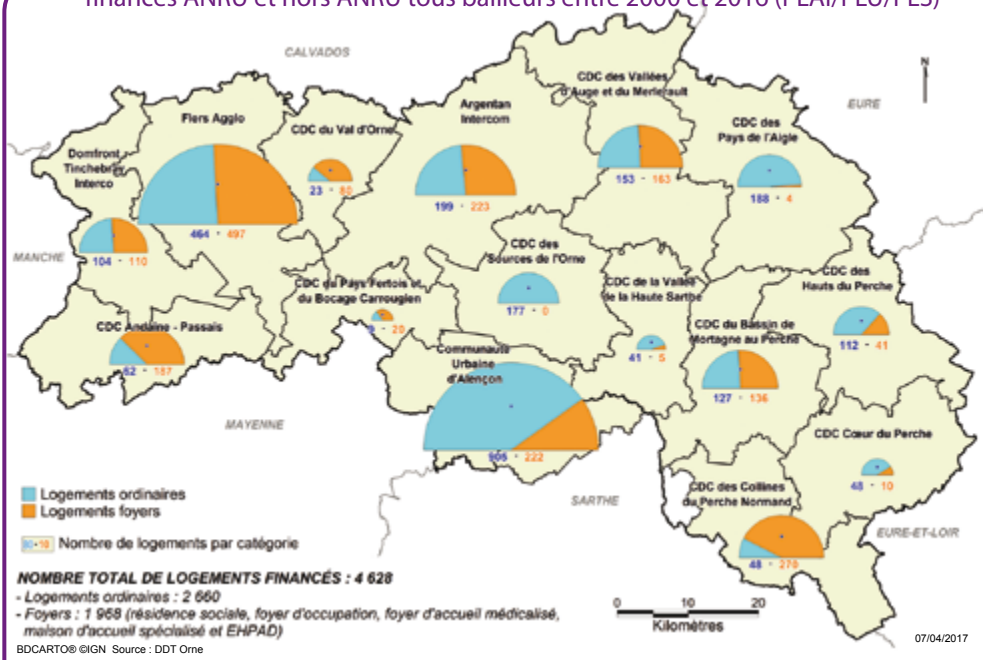 financés ANRU et hors ANRU tous bailleurs entre 2000 et 2016 (PLAI/PLU/PLS)
CALVADOS
N
EURE
CDC des Vallées
d'Auge et du Merlerault
Flers Agglo
Argentan
Intercom
CDC du Val d'Orne
CDC des
Pays de l'Aigle
Domfront
Tinchebray
Interco
153 - 163
23 - 80
199 - 223
188 - 4
464 - 497
104 - 110
MANCHE
CDC des
Sources de l'Orne
CDC du Pays Fertois et
du Bocage Carrougien
CDC de la Vallée
de la Haute Sarthe
CDC des
Hauts du Perche
177 - 0
20
CDC Andaine - Passais
CDC du Bassin de
Mortagne au Perche
112 - 41
Communauté
Urbaine
d'Alençon
41 - 5
187
127 - 136
MAYENNE
CDC Cœur du Perche
905 - 222
48 - 10
SARTHE
CDC des Collines
du Perche Normand
EURE-ET-LOIR
48 - 270
Logements ordinaires
Logements foyers
Nombre de logements par catégorie
NOMBRE TOTAL DE LOGEMENTS FINANCÉS : 4 628
- Logements ordinaires : 2 660
- Foyers : 1 968 (résidence sociale, foyer d'occupation, foyer d'accueil médicalisé,
maison d'accueil spécialisé et EHPAD)
0 10 20
Kilomètres
07/04/2017
BDCARTO® ©IGN Source : DDT Orne